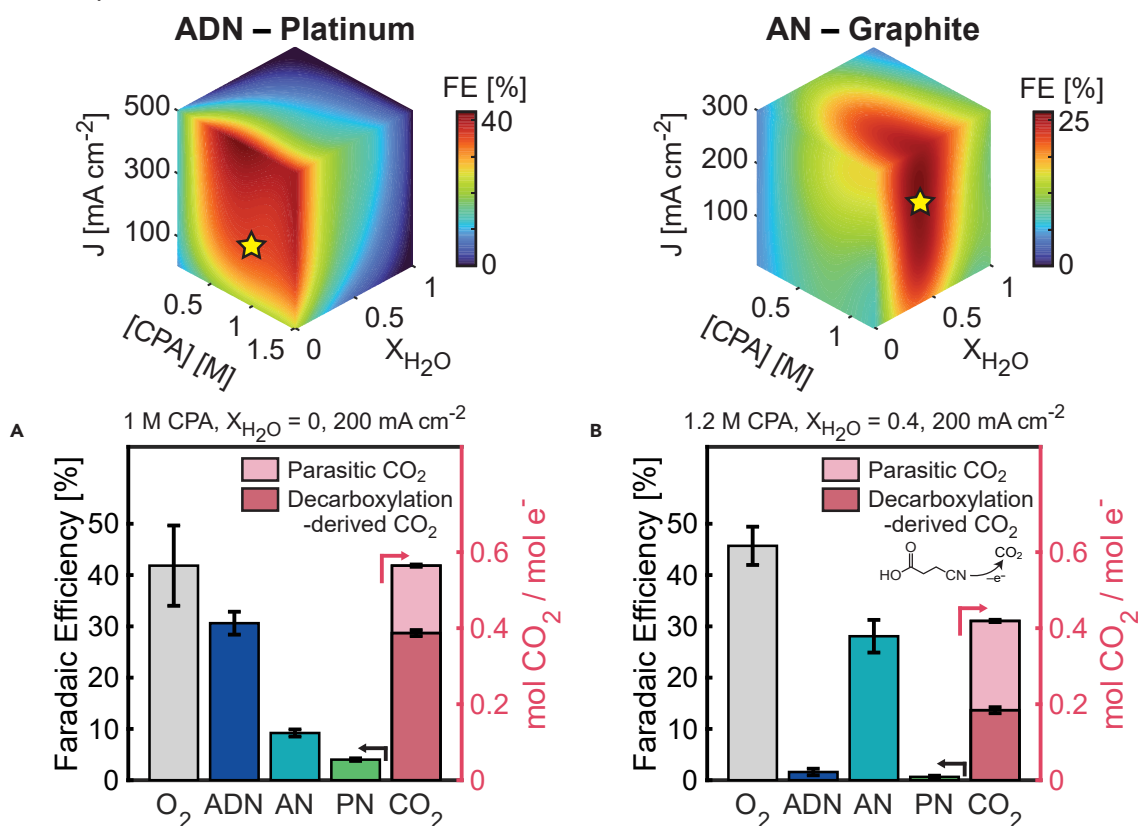 ADN – Platinum
FE [%]
40
0
J [mA cm-2]
500
300
100
0.5
1
1.5
[CPA] [M]
0
0.5
1
XH2O
AN – Graphite
FE [%]
25
0
J [mA cm-2]
300
200
100
0.5
1
[CPA] [M]
0
0.5
1
XH2O
A
1 M CPA, XH2O = 0, 200 mA cm-2
Parasitic CO2
Decarboxylation
-derived CO2
Faradaic Efficiency [%]
50
40
30
20
10
0
mol CO2 / mol e-
0.6
0.4
0.2
0
O2 ADN AN PN CO2
B
1.2 M CPA, XH2O = 0.4, 200 mA cm-2
Parasitic CO2
Decarboxylation
-derived CO2
O
HO
CN
CO2
–e-
Faradaic Efficiency [%]
50
40
30
20
10
0
mol CO2 / mol e-
0.6
0.4
0.2
0
O2 ADN AN PN CO2